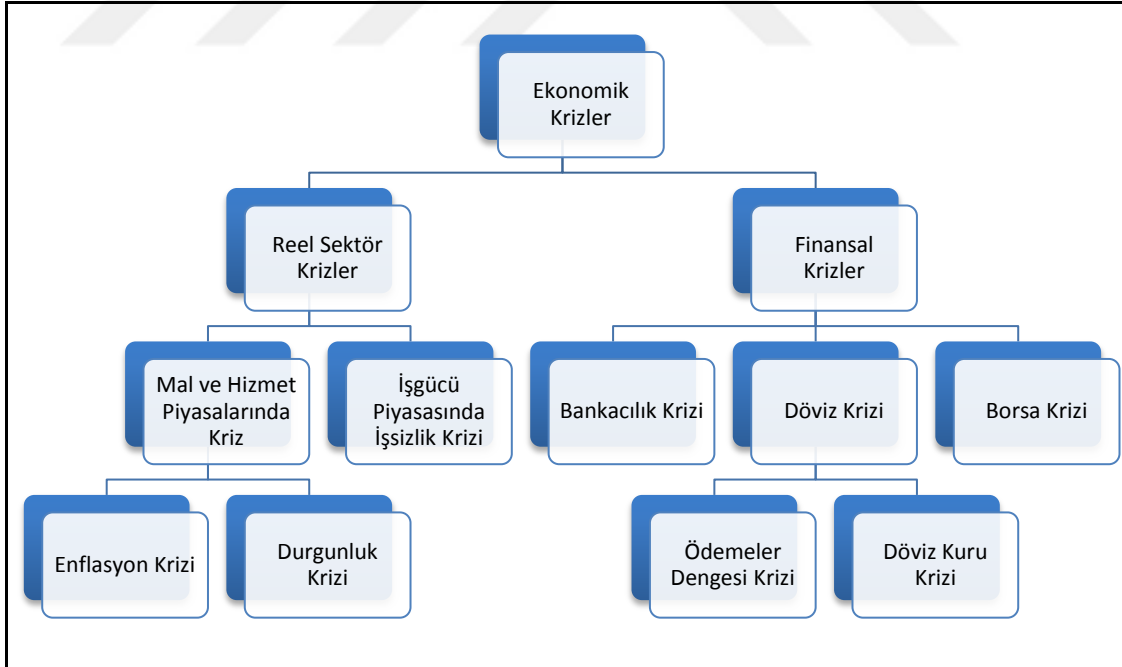 Ekonomik
Krizler
Reel Sektör
Krizler
Finansal
Krizler
Mal ve Hizmet
Piyasalarında
Kriz
İşgücü
Piyasasında
İşsizlik Krizi
Bankacılık Krizi
Döviz Krizi
Borsa Krizi
Enflasyon Krizi
Durgunluk
Krizi
Ödemeler
Dengesi Krizi
Döviz Kuru
Krizi